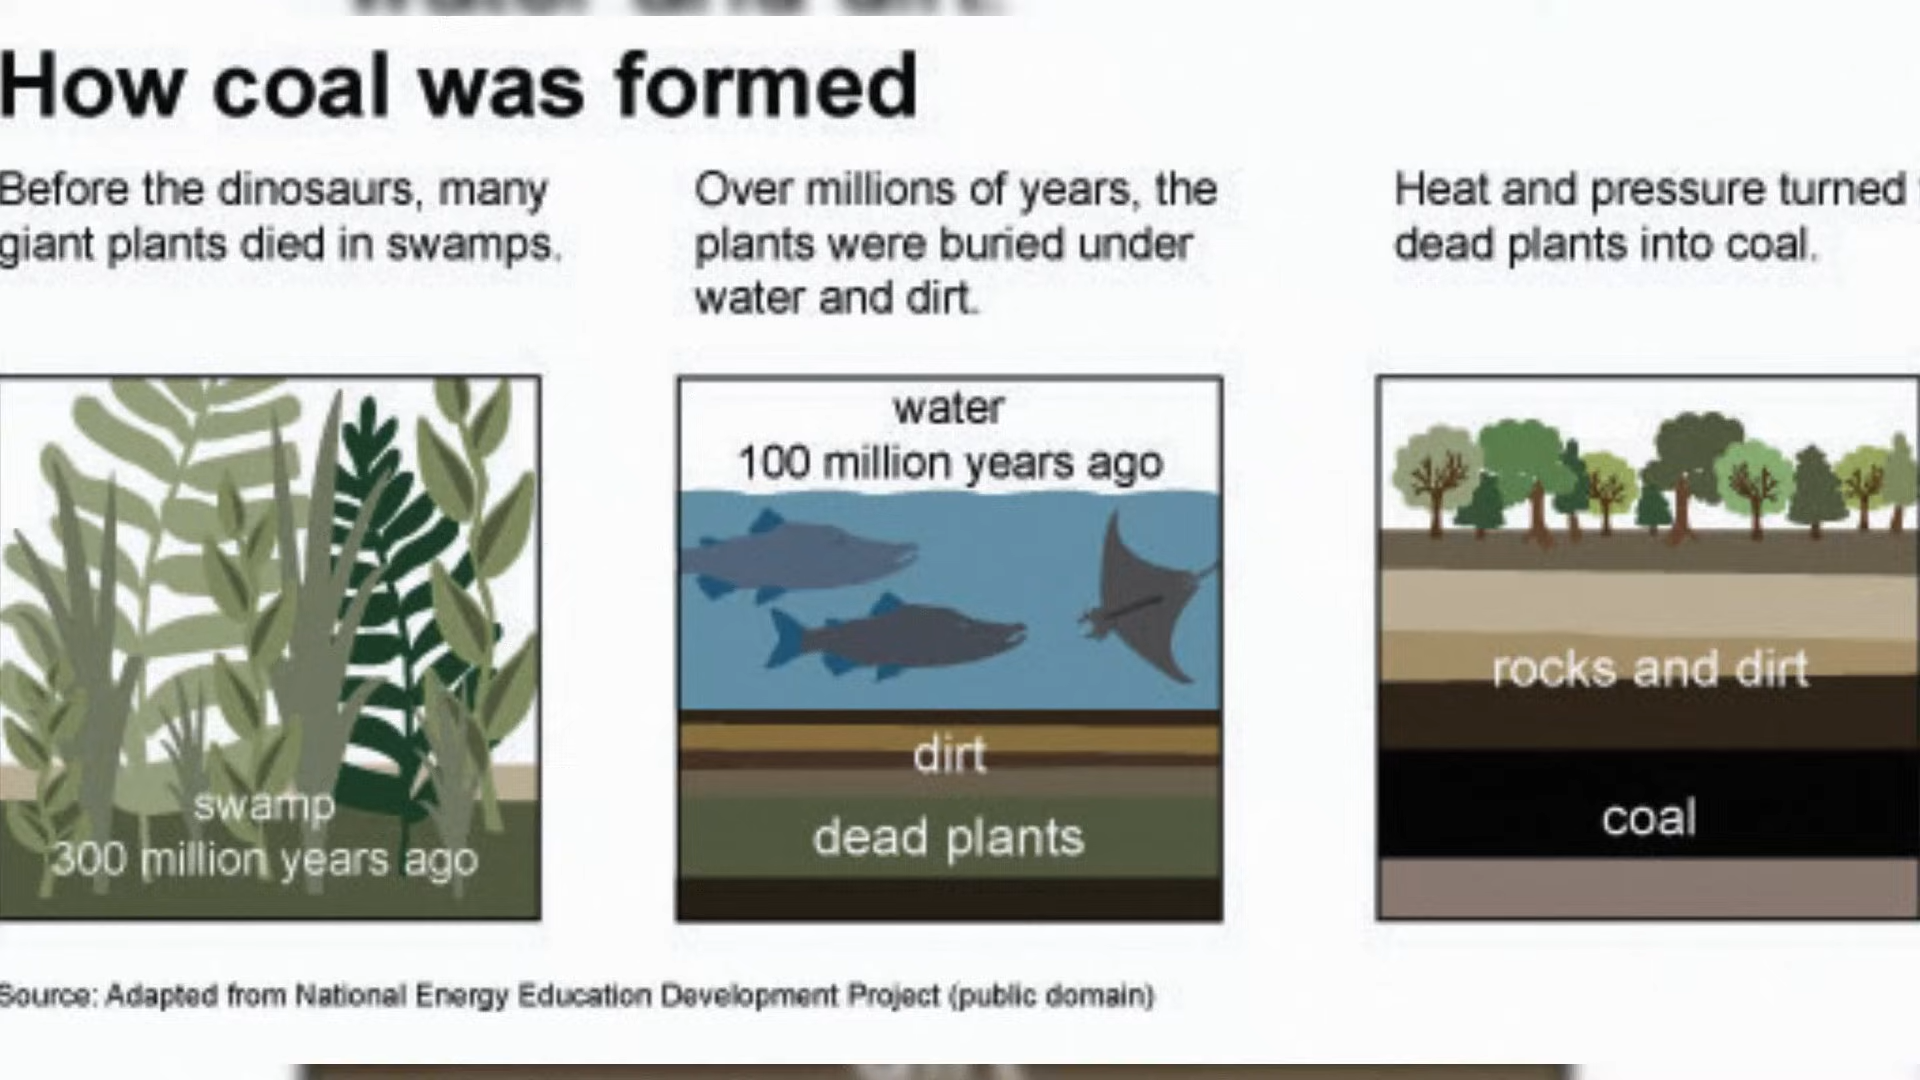 water and dirt.
How coal was formed
Before the dinosaurs, many
giant plants died in swamps.
Over millions of years, the
plants were buried under
water and dirt.
Heat and pressure turned
dead plants into coal.
swamp
300 million years ago
water
100 million years ago
dirt
dead plants
rocks and dirt
coal
Source: Adapted from National Energy Education Development Project (public domain)